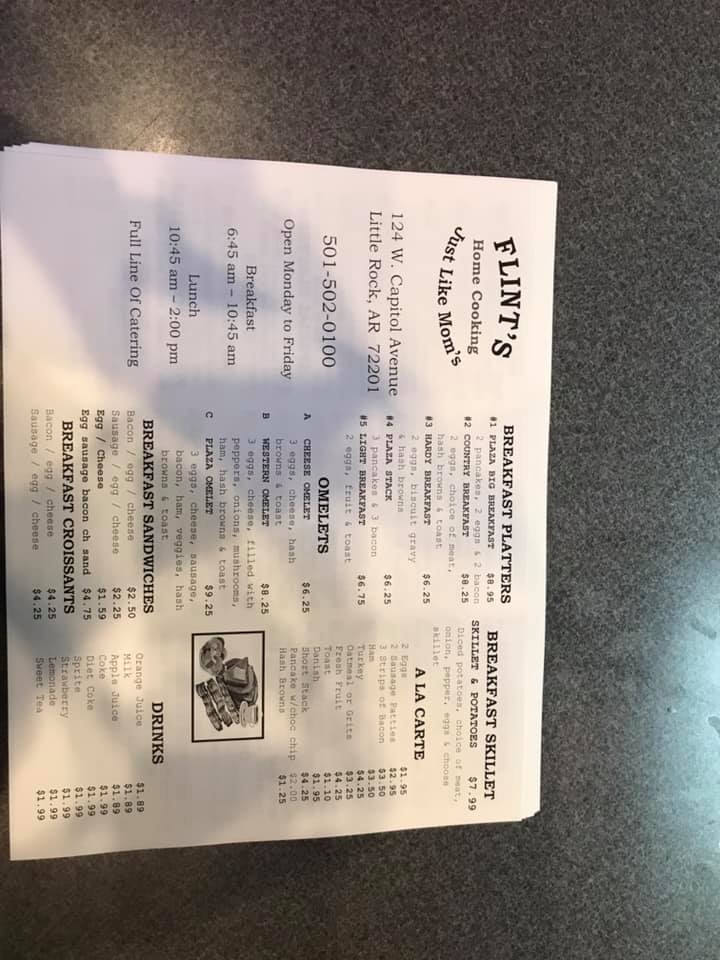 FLINT'S
Home Cooking
Just Like Mom's
124 W. Capitol Avenue
Little Rock, AR 72201
501-502-0100
Open Monday to Friday
Breakfast
6:45 am – 10:45 am
Lunch
10:45 am – 2:00 pm
Full Line Of Catering
BREAKFAST PLATTERS
#1 PLAZA BIG BREAKFAST $8.95
2 pancakes, 2 eggs & 2 bacon
#2 COUNTRY BREAKFAST $8.25
2 eggs, choice of meat,
hash browns & toast
#3 HARDY BREAKFAST $6.25
2 eggs, biscuit gravy
& hash browns
#4 PLAZA STACK $6.25
3 pancakes & 3 bacon
#5 LIGHT BREAKFAST $6.75
2 eggs, fruit & toast
OMELETS
A CHEESE OMELET $6.25
3 eggs, cheese, hash
browns & toast
B WESTERN OMELET $8.25
3 eggs, cheese, filled with
peppers, onions, mushrooms,
ham, hash browns & toast
C PLAZA OMELET $9.25
3 eggs, cheese, sausage,
bacon, ham, veggies, hash
browns & toast
BREAKFAST SANDWICHES
Bacon / egg / cheese $2.50
Sausage / egg / cheese $2.25
Egg / Cheese $1.59
Egg sausage bacon ch sand $4.75
BREAKFAST CROISSANTS
Bacon / egg / cheese $4.25
Sausage / egg / cheese $4.25
BREAKFAST SKILLET
SKILLET & POTATOES $7.99
Diced potatoes, choice of meat,
onion, pepper, eggs & choose
skillet
A LA CARTE
2 Eggs $1.95
2 Sausage Patties $2.95
3 Strips of Bacon $3.50
Ham $3.50
Turkey $4.25
Oatmeal or Grits $3.25
Fresh Fruit $4.25
Toast $1.10
Danish $1.95
Short Stack $4.25
Pancake w/choc chip $2.00
Hash Browns $1.25
DRINKS
Orange Juice $1.89
Milk $1.89
Apple Juice $1.89
Coke $1.99
Diet Coke $1.99
Sprite $1.99
Strawberry $1.99
Lemonade $1.99
Sweet Tea $1.99